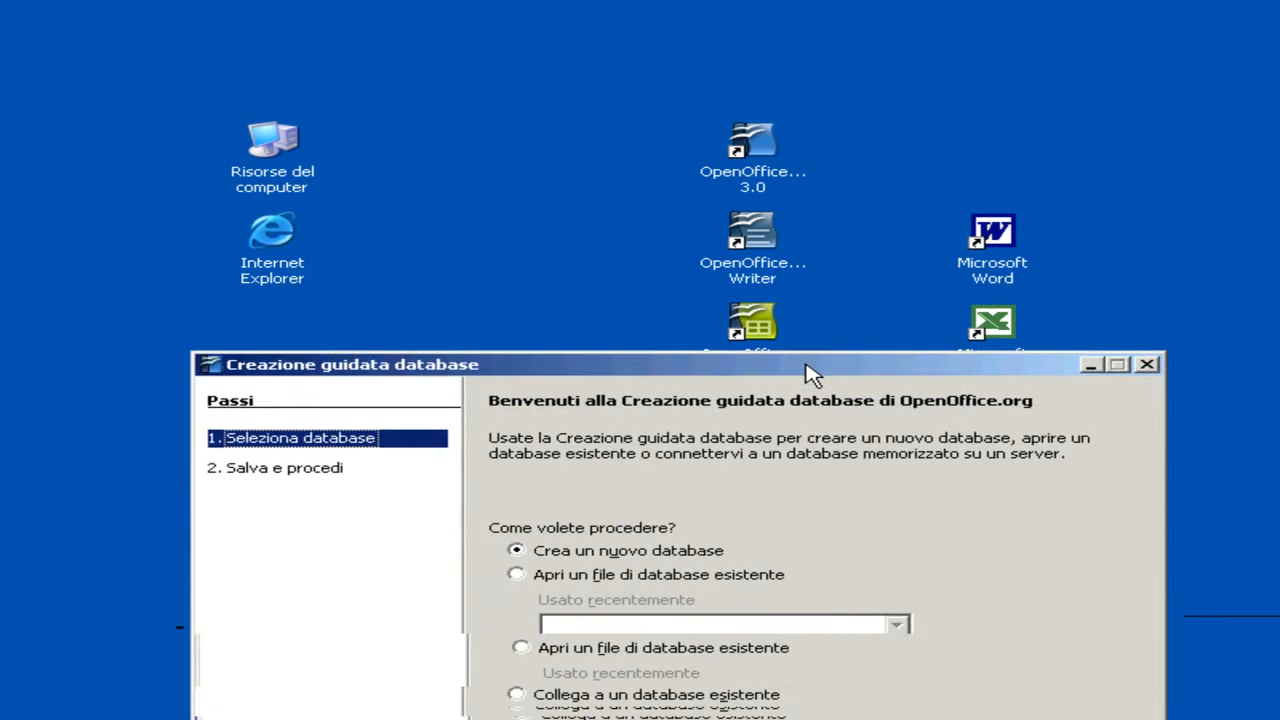 Risorse del
computer
OpenOffice...
3.0
Internet
Explorer
OpenOffice...
Writer
Microsoft
Word
Creazione guidata database
Passi
1. Seleziona database
2. Salva e procedi
Benvenuti alla Creazione guidata database di OpenOffice.org
Usate la Creazione guidata database per creare un nuovo database, aprire un
database esistente o connettervi a un database memorizzato su un server.
Come volete procedere?
Crea un nuovo database
Apri un file di database esistente
Usato recentemente
Apri un file di database esistente
Usato recentemente
Collega a un database esistente